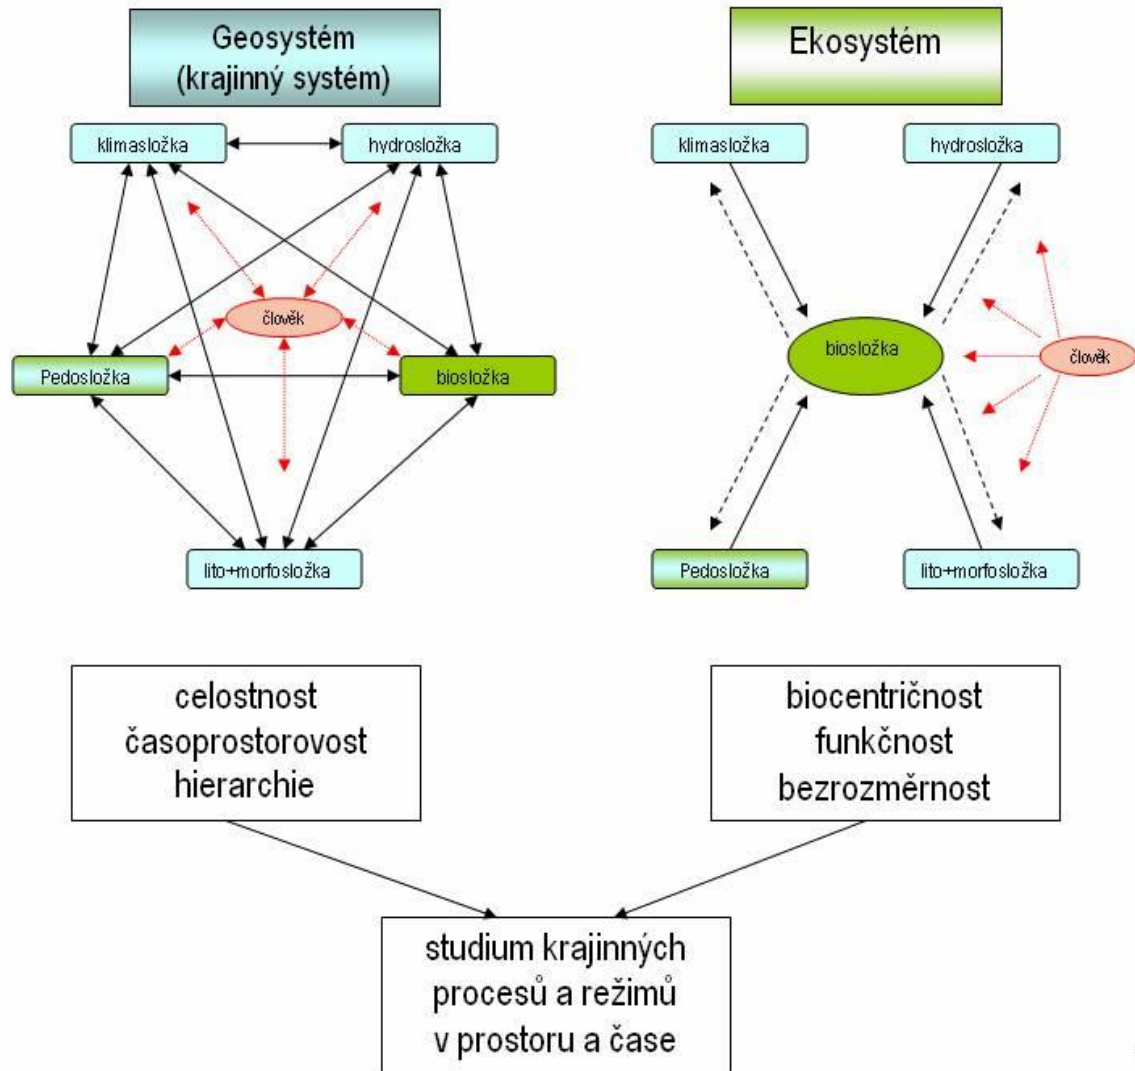 Geosystém
(krajinný systém)
klimasložka
hydrosložka
člověk
Pedosložka
biosložka
lito+morfosložka
Ekosystém
klimasložka
hydrosložka
biosložka
člověk
Pedosložka
lito+morfosložka
celostnost
časoprostorovost
hierarchie
biocentričnost
funkčnost
bezrozměrnost
studium krajinných
procesů a režimů
v prostoru a čase